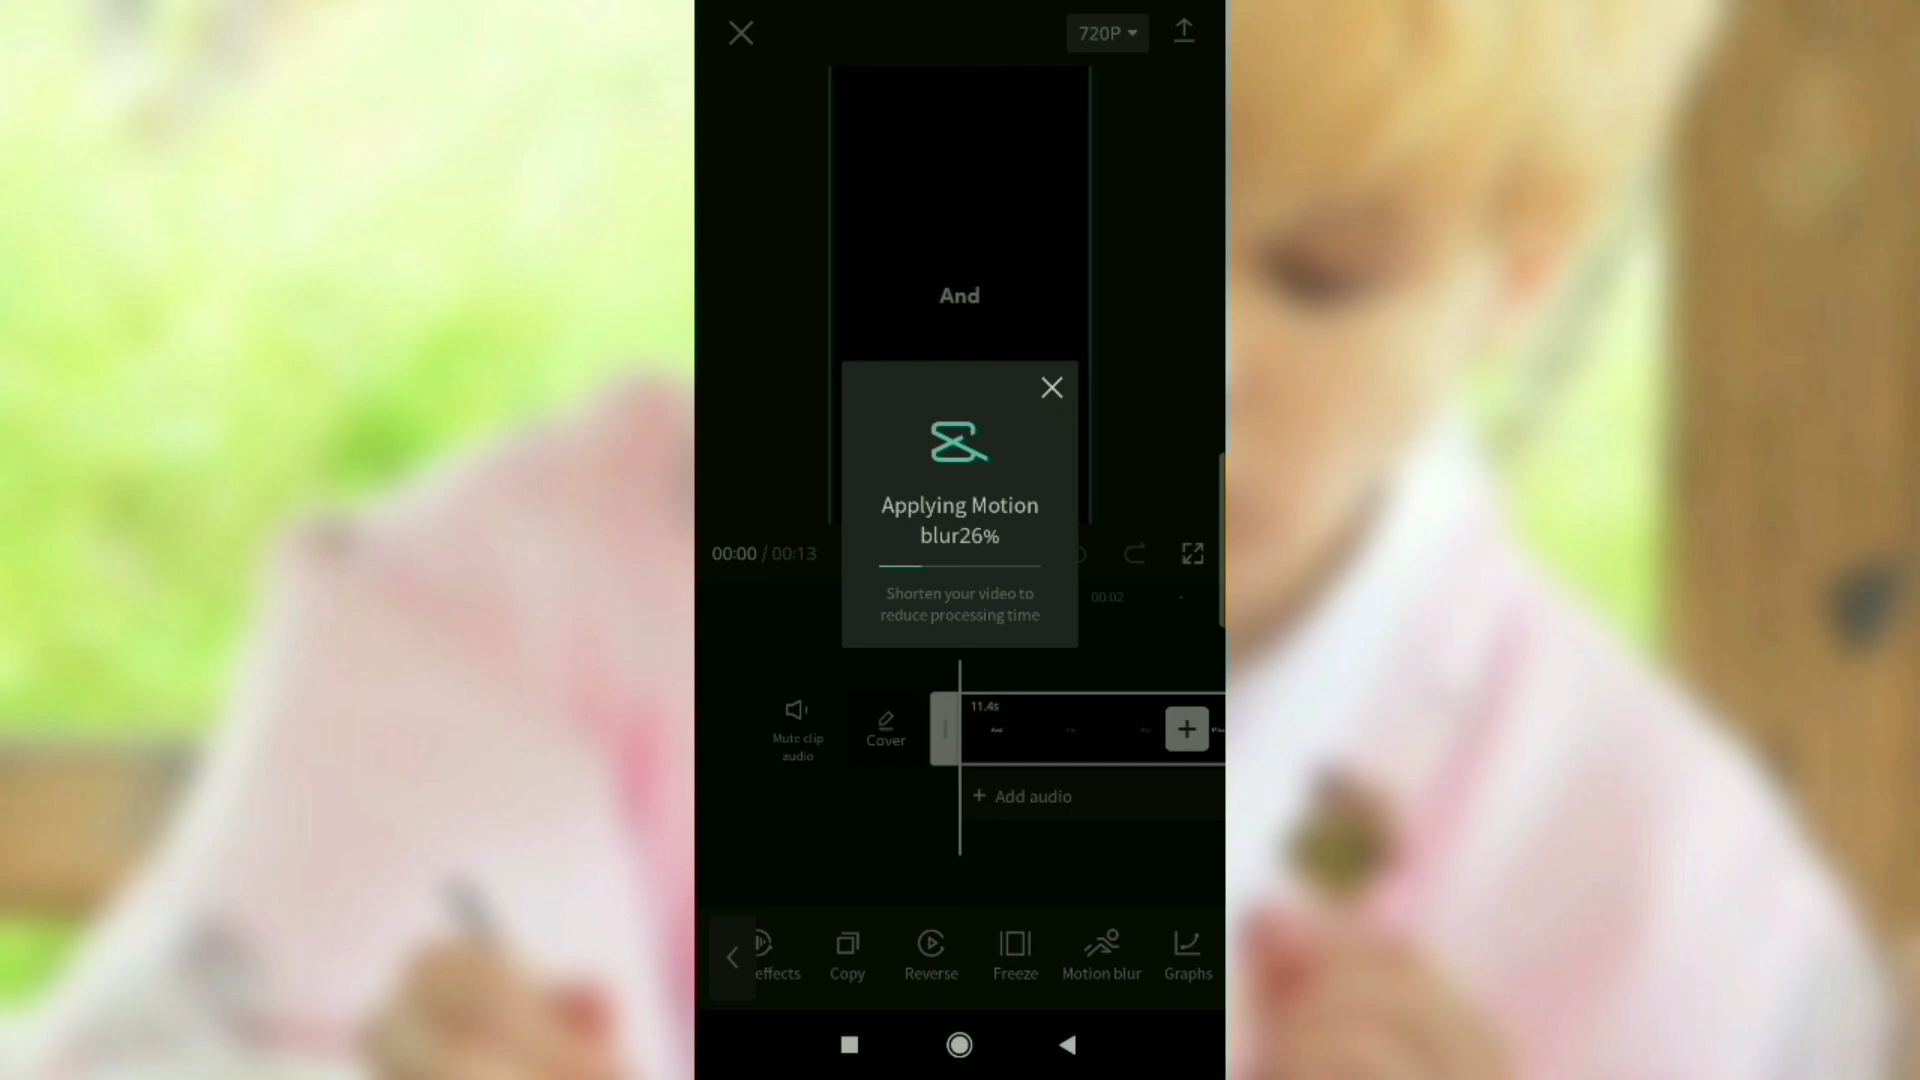 720P
And
Applying Motion
blur26%
Shorten your video to
reduce processing time
00:00 / 00:13
00:02
11.4s
Mute clip
audio
Cover
+ Add audio
effects
Copy
Reverse
Freeze
Motion blur
Graphs